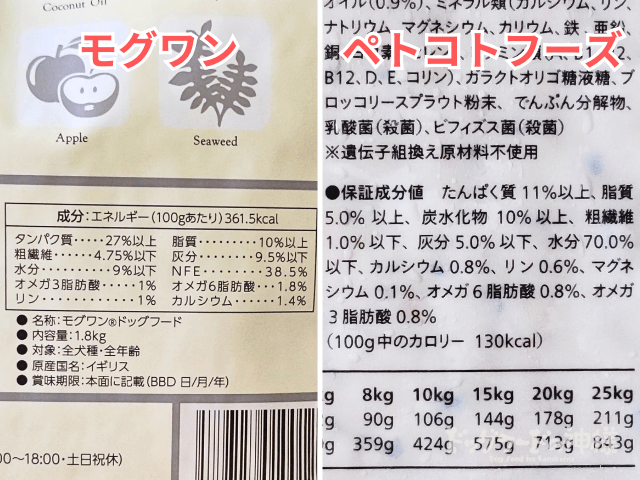 Coconut Oil
モグワン
Apple
Seaweed
成分:エネルギー(100gあたり)361.5kcal
タンパク質・・・・・27%以上
脂質・・・・・・・・10%以上
粗繊維・・・・・4.75%以下
灰分・・・・・・・9.5%以下
水分・・・・・・・・9%以下
NFE・・・・・・・・38.5%
オメガ3脂肪酸・・・・1%
オメガ6脂肪酸・・1.8%
リン・・・・・・・・・・・1%
カルシウム・・・・・1.4%
● 名称:モグワン®ドッグフード
● 内容量:1.8kg
● 対象:全犬種・全年齢
● 原産国名:イギリス
● 賞味期限:本面に記載(BBD 日/月/年)
00〜18:00・土日祝休)
ペトコトフーズ
オイル(0.9%)、ミネラル類(カルシウム、リン、
ナトリウム、マグネシウム、カリウム、鉄、亜鉛、
B12、D、E、コリン)、ガラクトオリゴ糖液糖、ブ
ロッコリースプラウト粉末、でんぷん分解物、
乳酸菌(殺菌)、ビフィズス菌(殺菌)
※遺伝子組換え原材料不使用
●保証成分値 たんぱく質11%以上、脂質
5.0%以上、炭水化物10%以上、粗繊維
1.0%以下、灰分5.0%以下、水分70.0%
以下、カルシウム0.8%、リン0.6%、マグネ
シウム0.1%、オメガ6脂肪酸0.8%、オメガ
3脂肪酸0.8%
(100g中のカロリー 130kcal)
g 8kg 10kg 15kg 20kg 25kg
g 90g 106g 144g 178g 211g
g 359g 424g 575g 713g 843g